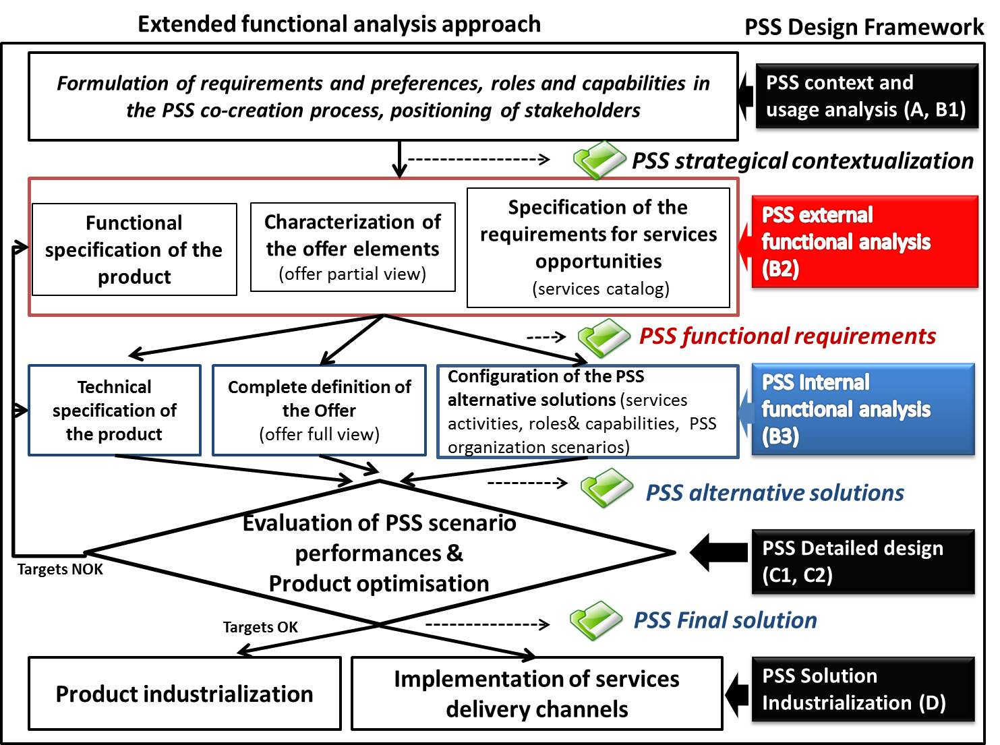 Extended functional analysis approach
PSS Design Framework
Formulation of requirements and preferences, roles and capabilities in
the PSS co-creation process, positioning of stakeholders
PSS context and
usage analysis (A, B1)
PSS strategical contextualization
Functional
specification of the
product
Characterization of
the offer elements
(offer partial view)
Specification of the
requirements for services
opportunities
(services catalog)
PSS external
functional analysis
(B2)
PSS functional requirements
Technical
specification of
the product
Complete definition of
the Offer
(offer full view)
Configuration of the PSS
alternative solutions (services
activities, roles& capabilities, PSS
organization scenarios)
PSS Internal
functional analysis
(B3)
PSS alternative solutions
Evaluation of PSS scenario
performances &
Product optimisation
Targets NOK
PSS Detailed design
(C1, C2)
Targets OK
PSS Final solution
Product industrialization
Implementation of services
delivery channels
PSS Solution
Industrialization (D)